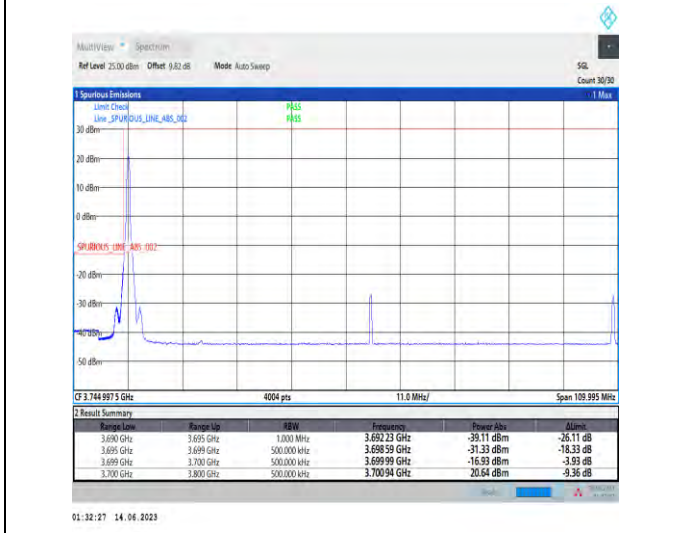 MultiView Spectrum
Ref Level 25.00 dBm Offset 9.82 dB Mode Auto Sweep SGL
Count 30/30
1 Spurious Emissions 1 Max
Limit Check PASS
Line _SPURIOUS_LINE_ABS_002 PASS
30 dBm
20 dBm
10 dBm
0 dBm
_SPURIOUS_LINE_ABS_002
-20 dBm
-30 dBm
-40 dBm
-50 dBm
CF 3.744 997 5 GHz 4004 pts 11.0 MHz/ Span 109.995 MHz
2 Result Summary
Range Low Range Up RBW Frequency Power Abs ΔLimit
3.690 GHz 3.695 GHz 1.000 MHz 3.692 23 GHz -39.11 dBm -26.11 dB
3.695 GHz 3.699 GHz 500.000 kHz 3.698 59 GHz -31.33 dBm -18.33 dB
3.699 GHz 3.700 GHz 500.000 kHz 3.699 99 GHz -16.93 dBm -3.93 dB
3.700 GHz 3.800 GHz 500.000 kHz 3.700 94 GHz 20.64 dBm -9.36 dB
01:32:27 14.06.2023